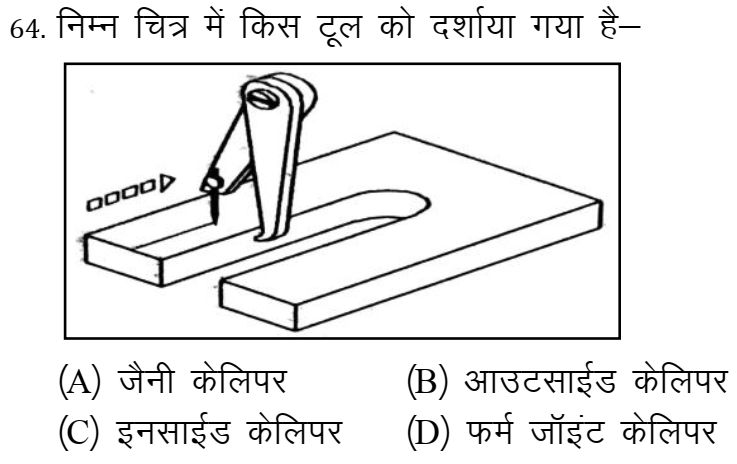 64. निम्न चित्र में किस टूल को दर्शाया गया है–
(A) जैनी केलिपर (B) आउटसाईड केलिपर
(C) इनसाईड केलिपर (D) फर्म जॉइंट केलिपर